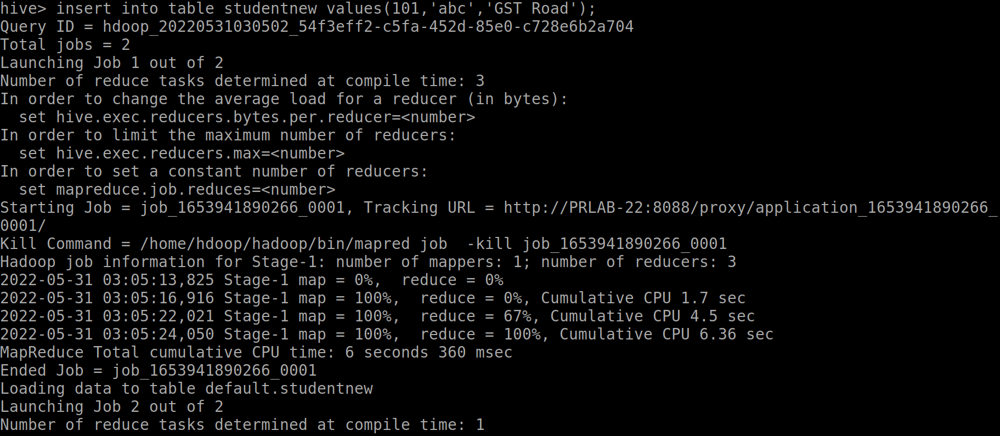 hive> insert into table studentnew values(101,'abc','GST Road');
Query ID = hdoop_20220531030502_54f3eff2-c5fa-452d-85e0-c728e6b2a704
Total jobs = 2
Launching Job 1 out of 2
Number of reduce tasks determined at compile time: 3
In order to change the average load for a reducer (in bytes):
  set hive.exec.reducers.bytes.per.reducer=<number>
In order to limit the maximum number of reducers:
  set hive.exec.reducers.max=<number>
In order to set a constant number of reducers:
  set mapreduce.job.reduces=<number>
Starting Job = job_1653941890266_0001, Tracking URL = http://PRLAB-22:8088/proxy/application_1653941890266_
0001/
Kill Command = /home/hdoop/hadoop/bin/mapred job  -kill job_1653941890266_0001
Hadoop job information for Stage-1: number of mappers: 1; number of reducers: 3
2022-05-31 03:05:13,825 Stage-1 map = 0%,  reduce = 0%
2022-05-31 03:05:16,916 Stage-1 map = 100%,  reduce = 0%, Cumulative CPU 1.7 sec
2022-05-31 03:05:22,021 Stage-1 map = 100%,  reduce = 67%, Cumulative CPU 4.5 sec
2022-05-31 03:05:24,050 Stage-1 map = 100%,  reduce = 100%, Cumulative CPU 6.36 sec
MapReduce Total cumulative CPU time: 6 seconds 360 msec
Ended Job = job_1653941890266_0001
Loading data to table default.studentnew
Launching Job 2 out of 2
Number of reduce tasks determined at compile time: 1